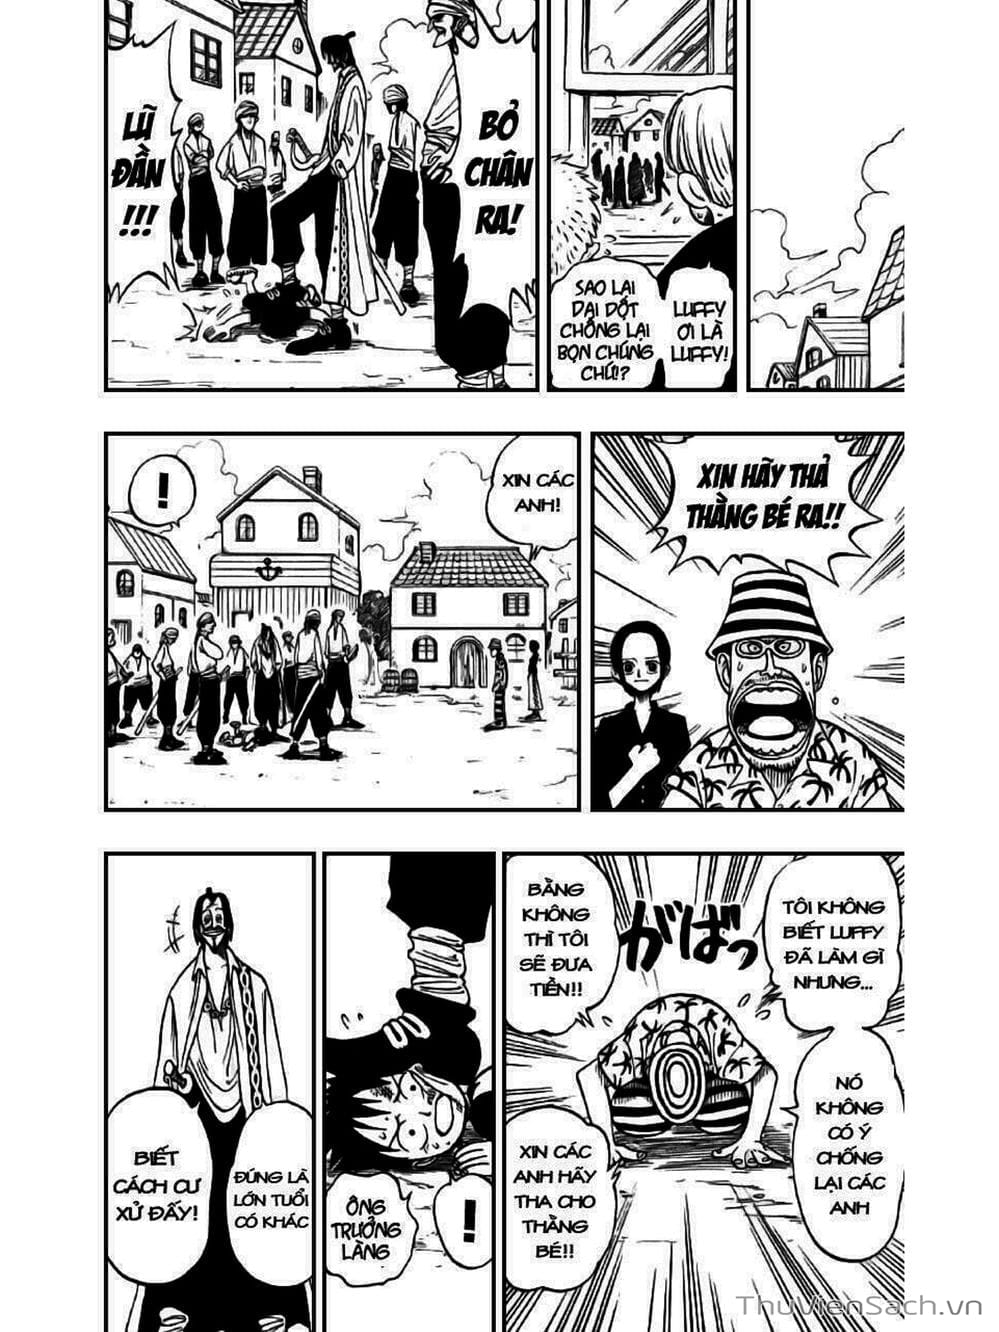 LUFFY
ƠI LÀ
LUFFY!
SAO LẠI
DẠI DỘT
CHỐNG LẠI
BỌN CHÚNG
CHỨ!?
BỎ
CHÂN
RA!
LŨ
ĐẦN
!!!
XIN HÃY THẢ
THẰNG BÉ RA!!
XIN CÁC
ANH!
!
TÔI KHÔNG
BIẾT LUFFY
ĐÃ LÀM GÌ
NHƯNG...
NÓ
KHÔNG
CÓ Ý
CHỐNG
LẠI CÁC
ANH
がばっ
BẰNG
KHÔNG
THÌ TÔI
SẼ ĐƯA
TIỀN!!
XIN CÁC
ANH HÃY
THA CHO
THẰNG
BÉ!!
!
ÔNG
TRƯỞNG
LÀNG
ĐÚNG LÀ
LỚN TUỔI
CÓ KHÁC
BIẾT
CÁCH CƯ
XỬ ĐẤY!
ThuVienSach.vn